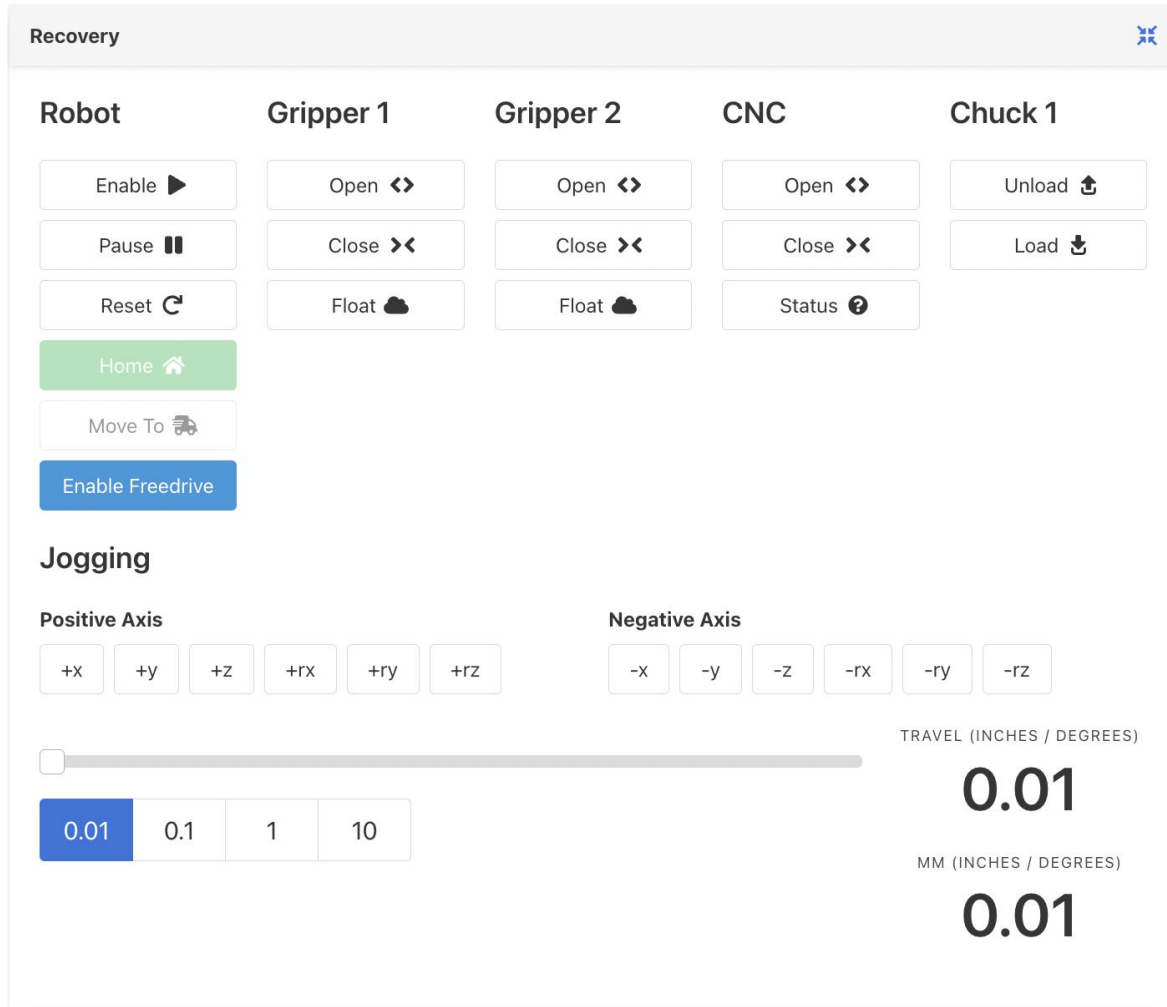 Recovery
Robot Gripper 1 Gripper 2 CNC Chuck 1
Enable Open Open Open Unload
Pause Close Close Close Load
Reset Float Float Status
Home
Move To
Enable Freedrive
Jogging
Positive Axis Negative Axis
+x +y +z +rx +ry +rz -x -y -z -rx -ry -rz
TRAVEL (INCHES / DEGREES)
0.01
0.01 0.1 1 10
MM (INCHES / DEGREES)
0.01